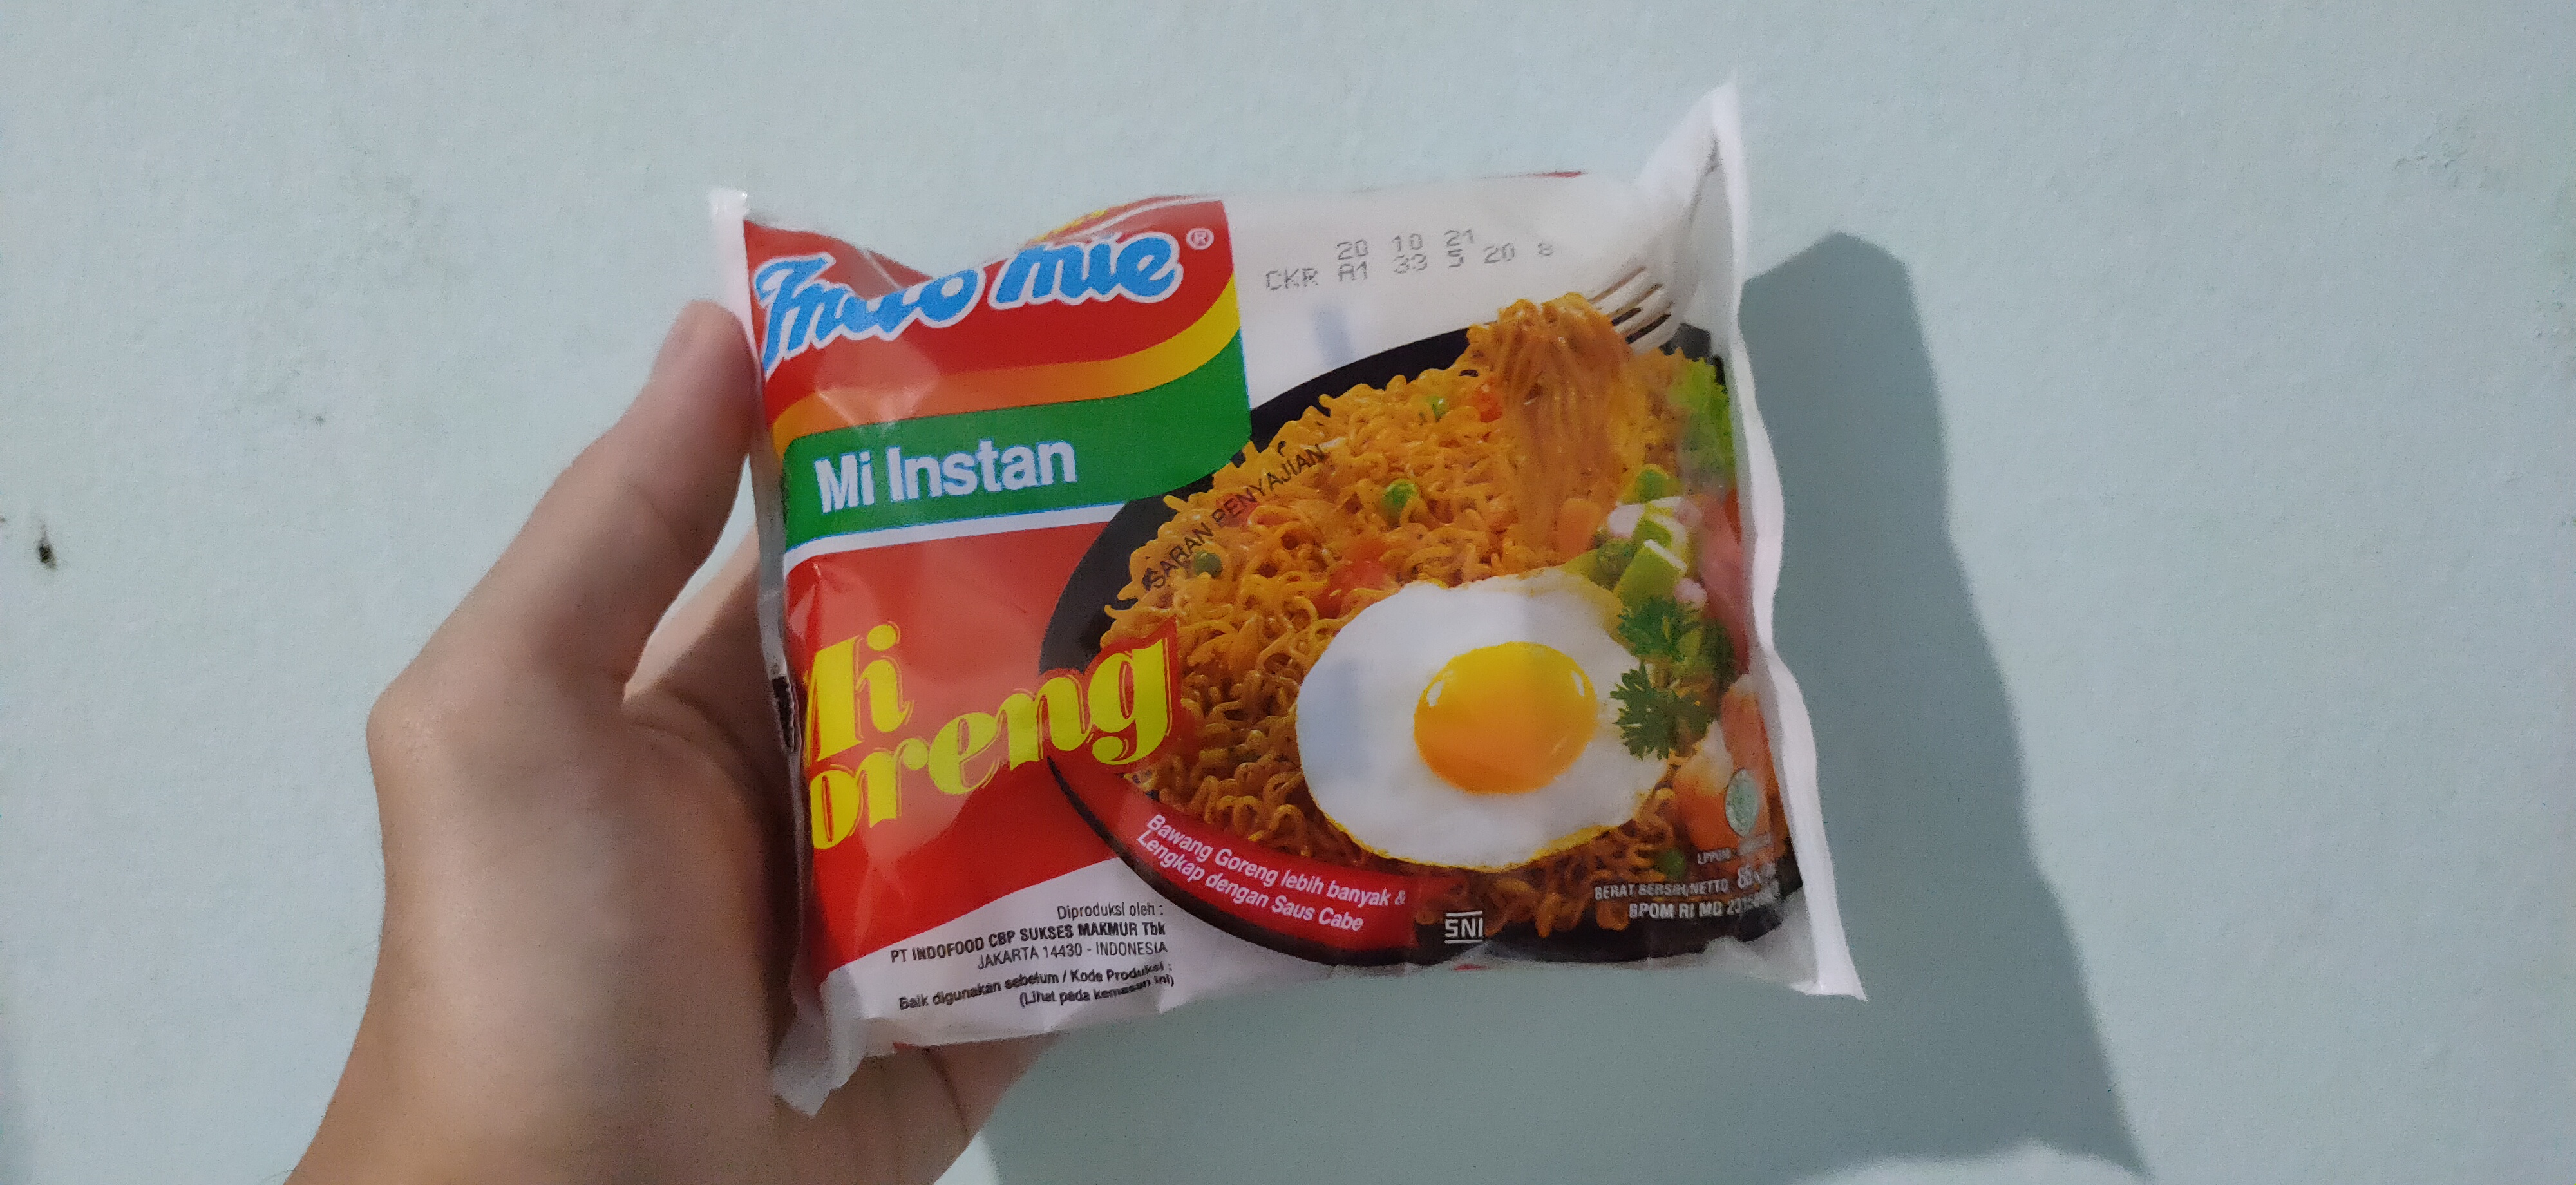 Indomie®
20 10 21
CKR A1 33 5 20 8
Mi Instan
SARAN PENYAJIAN
Mi
oreng
Bawang Goreng lebih banyak &
Lengkap dengan Saus Cabe
Diproduksi oleh :
PT INDOFOOD CBP SUKSES MAKMUR Tbk
JAKARTA 14430 - INDONESIA
Baik digunakan sebelum / Kode Produksi :
(Lihat pada kemasan ini)
SNI
LPPOM
BERAT BERSIH/NETTO
BPOM RI MD